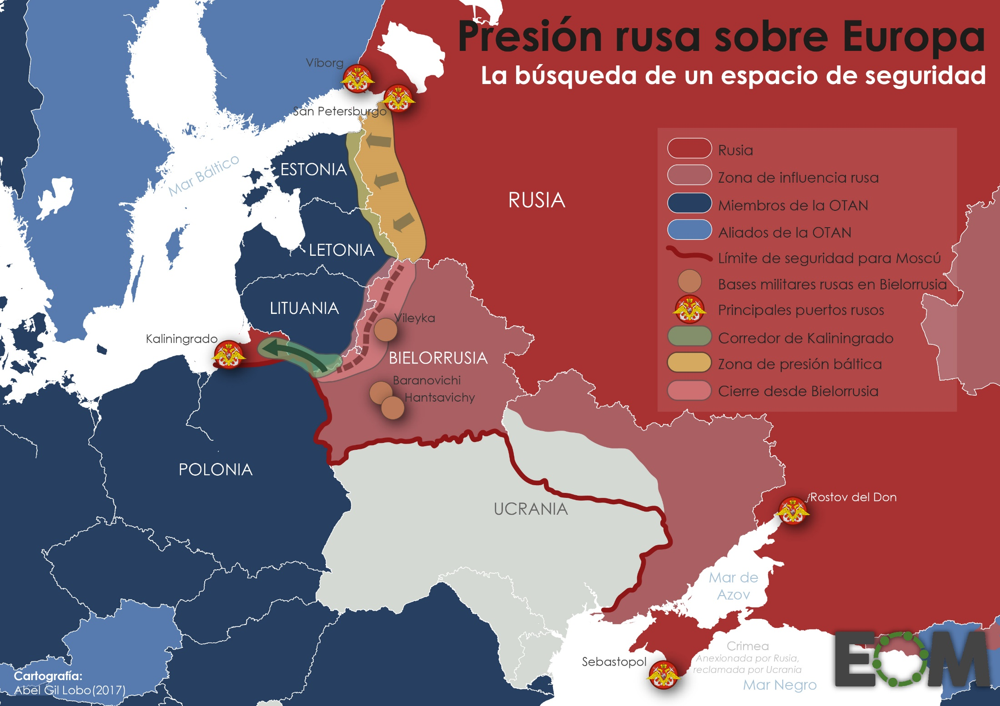 Presión rusa sobre Europa
La búsqueda de un espacio de seguridad
Víborg
San Petersburgo
Mar Báltico
ESTONIA
RUSIA
LETONIA
LITUANIA
Kaliningrado
Vileyka
BIELORRUSIA
Baranovichi
Hantsavichy
POLONIA
UCRANIA
Rostov del Don
Mar de
Azov
Sebastopol
Crimea
Anexionada por Rusia,
reclamada por Ucrania
Mar Negro
Rusia
Zona de influencia rusa
Miembros de la OTAN
Aliados de la OTAN
Límite de seguridad para Moscú
Bases militares rusas en Bielorrusia
Principales puertos rusos
Corredor de Kaliningrado
Zona de presión báltica
Cierre desde Bielorrusia
Cartografía:
Abel Gil Lobo(2017)
EOM